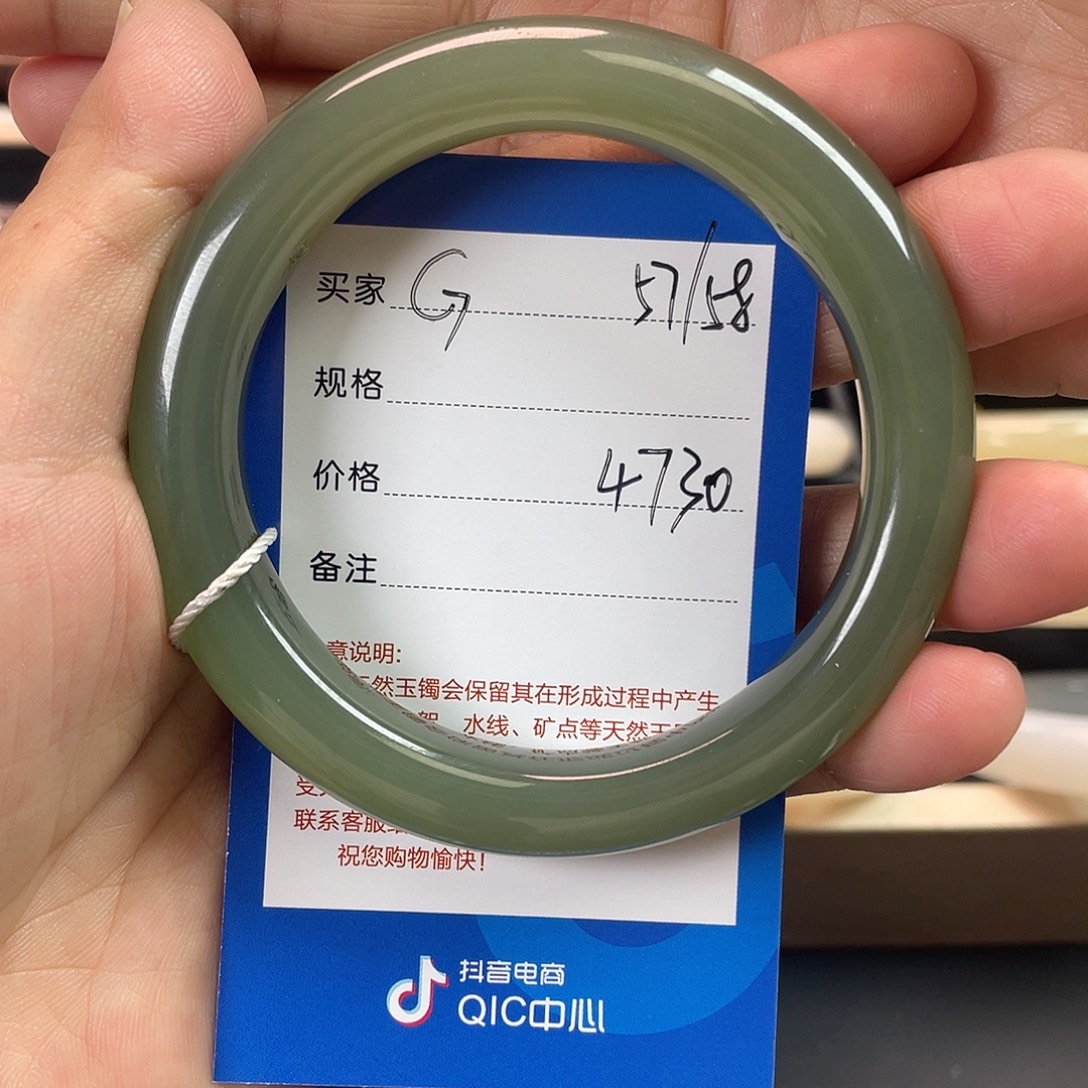 买家 G 57/58
规格
价格 4730
备注
意说明:
然玉镯会保留其在形成过程中产生
水线、矿点等天然玉
受
联系客服
祝您购物愉快!
抖音电商
QIC中心